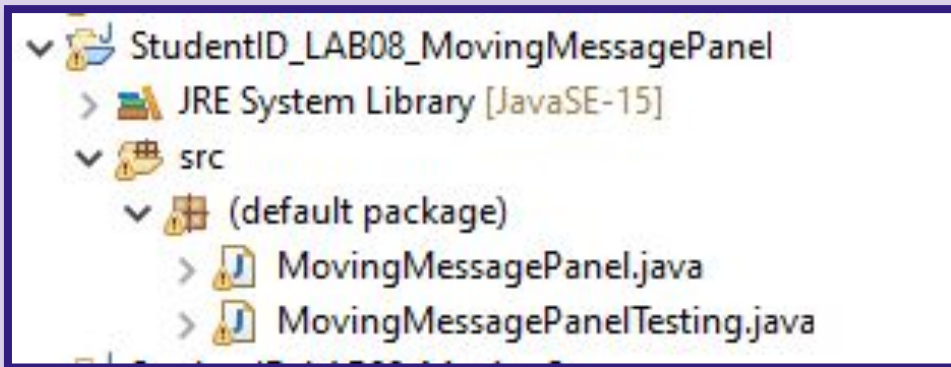 StudentID_LAB08_MovingMessagePanel
JRE System Library [JavaSE-15]
src
(default package)
MovingMessagePanel.java
MovingMessagePanelTesting.java